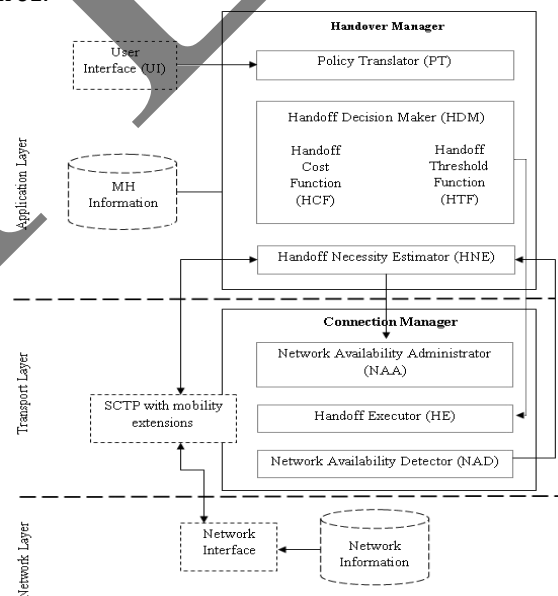 Handover Manager
User
Interface (UI)
Policy Translator (PT)
Handoff Decision Maker (HDM)
Handoff
Cost
Function
(HCF)
Handoff
Threshold
Function
(HTF)
Application Layer
MH
Information
Handoff Necessity Estimator (HNE)
Connection Manager
Network Availability Administrator
(NAA)
Transport Layer
SCTP with mobility
extensions
Handoff Executor (HE)
Network Availability Detector (NAD)
Network Layer
Network
Interface
Network
Information